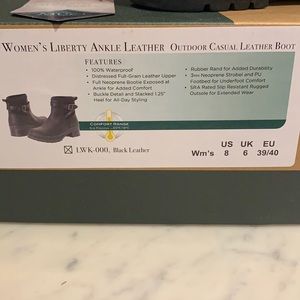 Women's Liberty Ankle Leather Outdoor Casual Leather Boot
FEATURES
• 100% Waterproof
• Distressed Full-Grain Leather Upper
• Full Neoprene Bootie Exposed at
Ankle for Added Comfort
• Buckle Detail and Stacked 1.25"
Heel for All-Day Styling
• Rubber Rand for Added Durability
• 3mm Neoprene Strobel and PU
Footbed for Underfoot Comfort
• SRA Rated Slip Resistant Rugged
Outsole for Extended Wear
COMFORT RANGE
LWK-000, Black Leather
US UK EU
Wm's 8 6 39/40